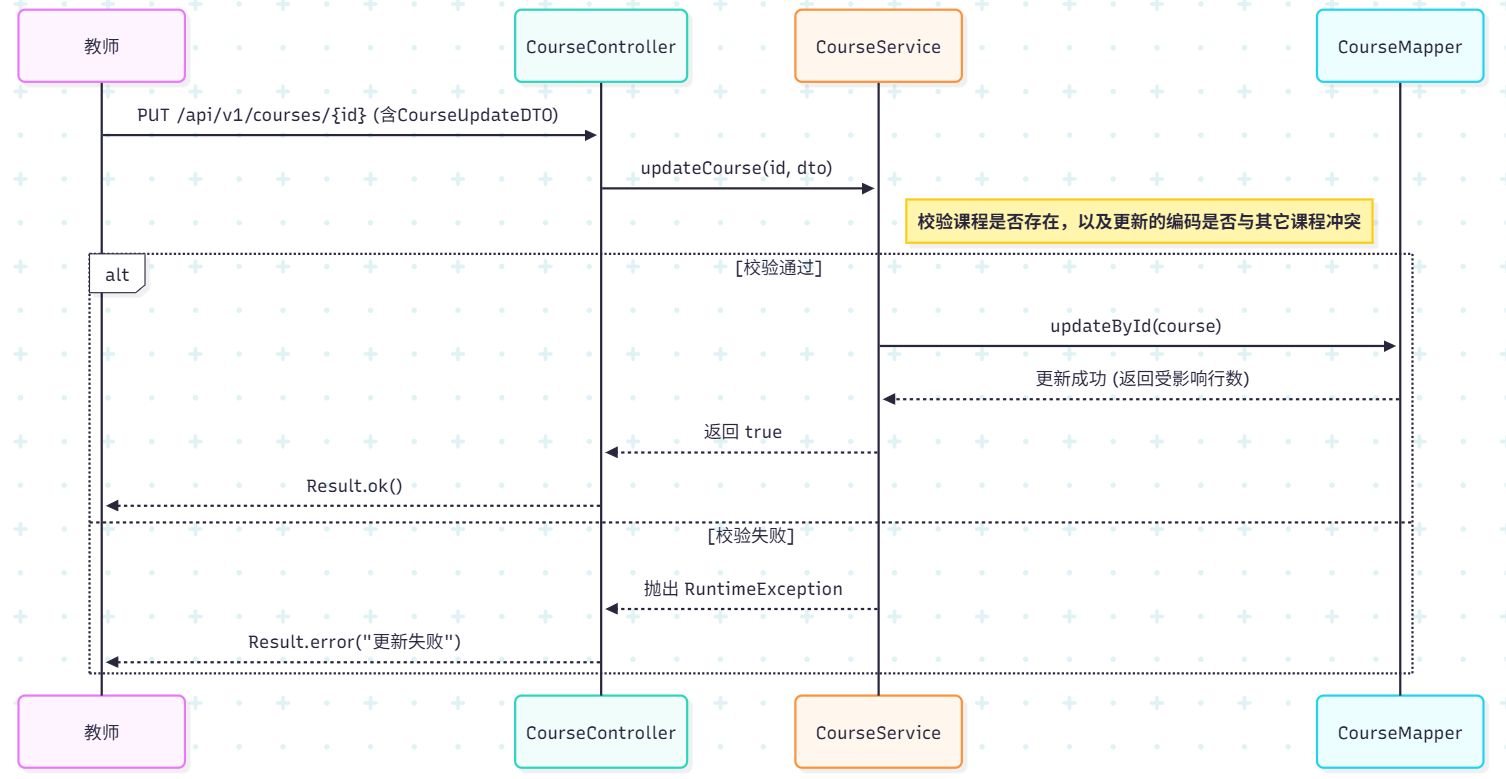 教师
CourseController
CourseService
CourseMapper
PUT /api/v1/courses/{id} (含CourseUpdateDTO)
updateCourse(id, dto)
校验课程是否存在，以及更新的编码是否与其它课程冲突
alt
[校验通过]
updateById(course)
更新成功 (返回受影响行数)
返回 true
Result.ok()
[校验失败]
抛出 RuntimeException
Result.error("更新失败")
教师
CourseController
CourseService
CourseMapper